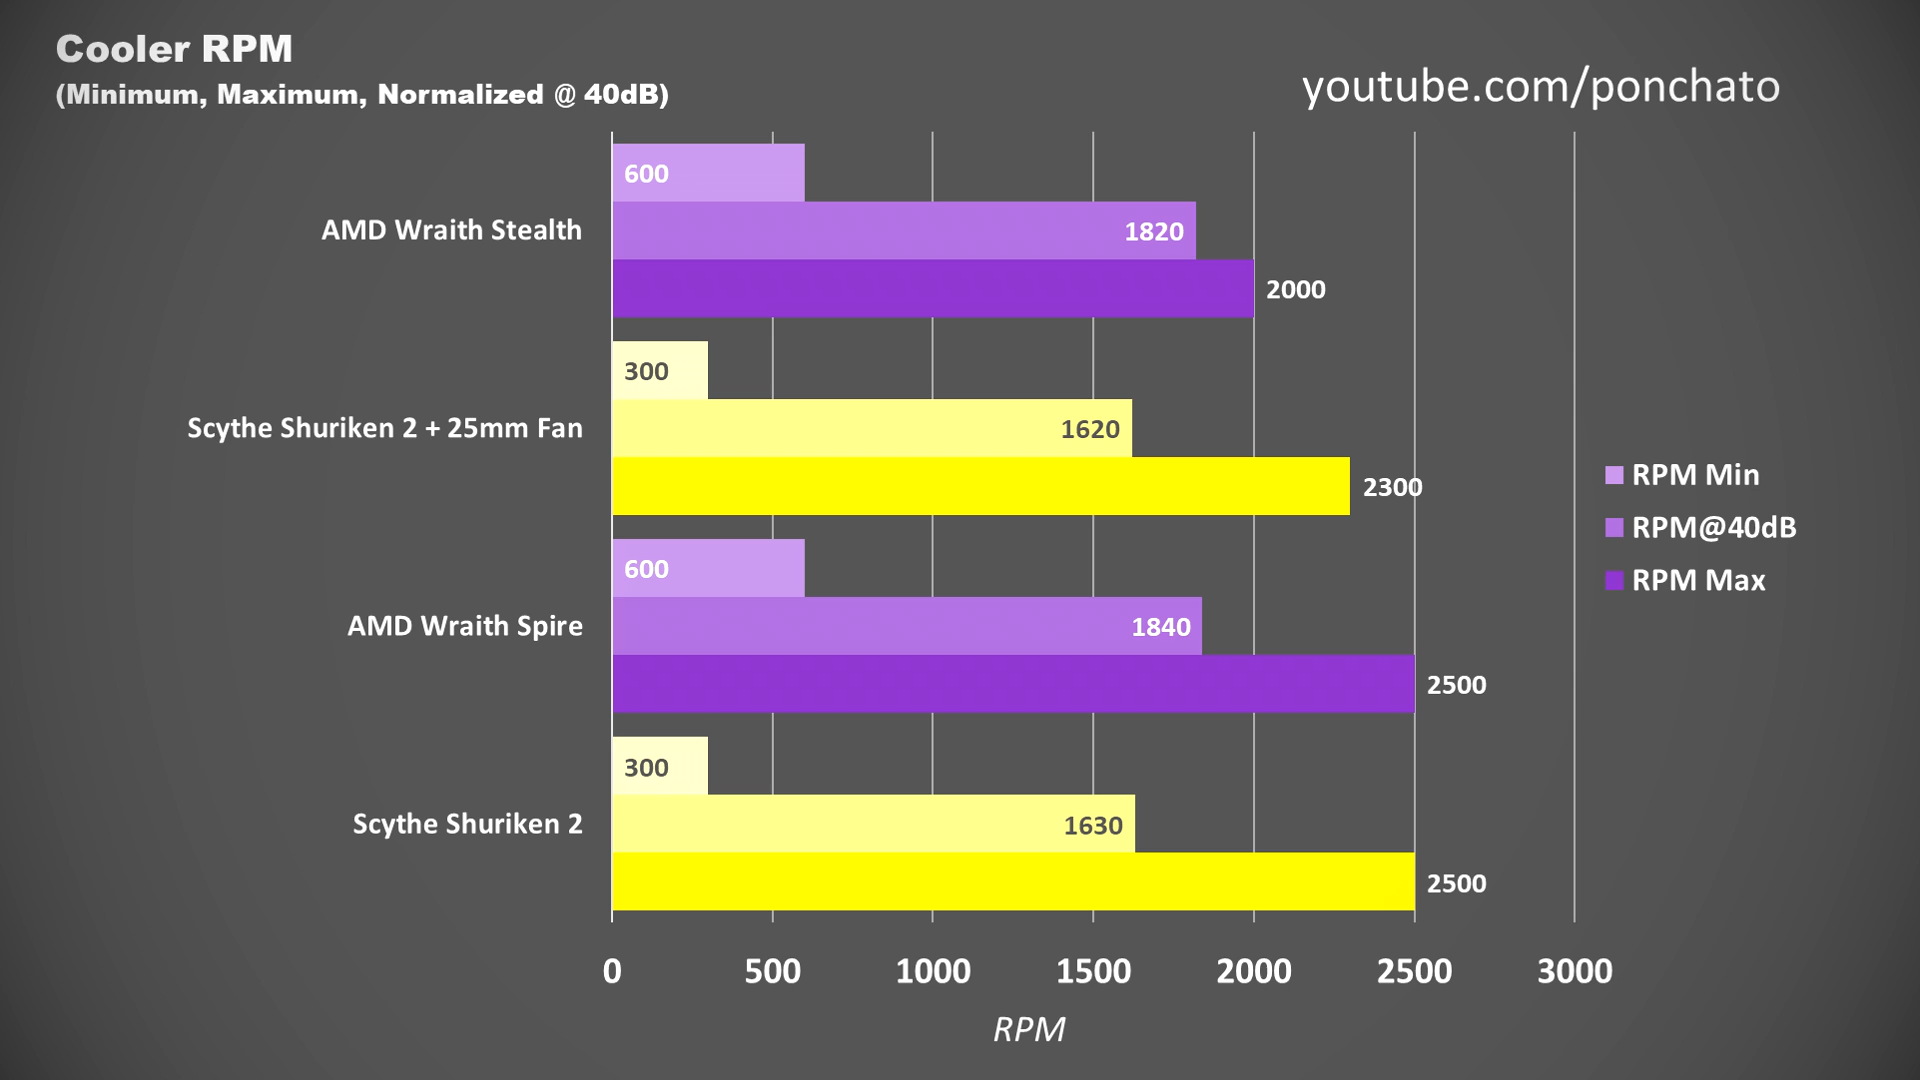 Cooler RPM
(Minimum, Maximum, Normalized @ 40dB)
youtube.com/ponchato
600
AMD Wraith Stealth
1820
2000
300
Scythe Shuriken 2 + 25mm Fan
1620
2300
600
AMD Wraith Spire
1840
2500
300
Scythe Shuriken 2
1630
2500
RPM Min
RPM@40dB
RPM Max
0 500 1000 1500 2000 2500 3000
RPM